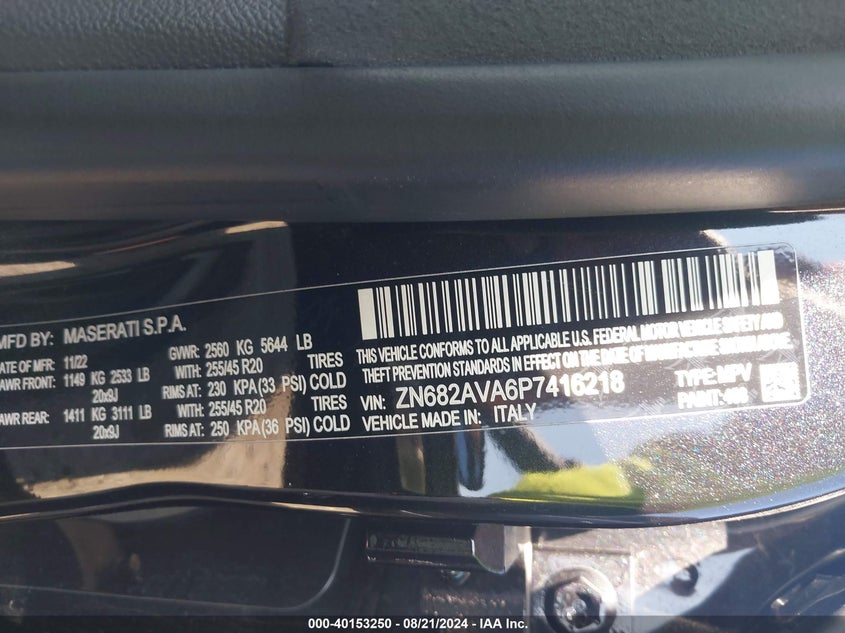 MFD BY: MASERATI S.P.A.
DATE OF MFR: 11/22
GVWR: 2560 KG 5644 LB
GAWR FRONT: 1149 KG 2533 LB
WITH: 255/45 R20 TIRES
20x9J
RIMS AT: 230 KPA (33 PSI) COLD
GAWR REAR: 1411 KG 3111 LB
WITH: 255/45 R20 TIRES
20x9J
RIMS AT: 250 KPA (36 PSI) COLD
THIS VEHICLE CONFORMS TO ALL APPLICABLE U.S. FEDERAL MOTOR VEHICLE SAFETY AND
THEFT PREVENTION STANDARDS IN EFFECT ON THE DATE OF MANUFACTURE SHOWN ABOVE.
VIN: ZN682AVA6P7416218
TYPE: MPV
VEHICLE MADE IN: ITALY
PAINT:
000-40153250 - 08/21/2024 - IAA Inc.